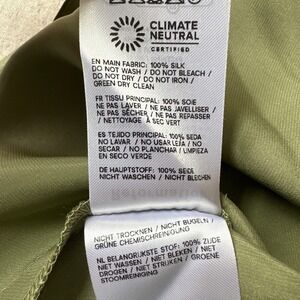 CLIMATE
NEUTRAL
CERTIFIED
EN MAIN FABRIC: 100% SILK
DO NOT WASH / DO NOT BLEACH /
DO NOT DRY / DO NOT IRON /
GREEN DRY CLEAN
FR TISSU PRINCIPAL: 100% SOIE
NE PAS LAVER / NE PAS JAVELLISER /
NE PAS SÉCHER / NE PAS REPASSER
/ NETTOYAGE À SEC VERT
ES TEJIDO PRINCIPAL: 100% SEDA
NO LAVAR / NO USAR LEJÍA / NO
SECAR / NO PLANCHAR / LIMPIEZA
EN SECO VERDE
DE HAUPTSTOFF: 100% SEIDE
NICHT WASCHEN / NICHT BLEICHEN
NICHT TROCKNEN / NICHT BÜGELN /
GRÜNE CHEMISCHREINIGUNG
NL BELANGRIJKSTE STOF: 100% ZIJDE
NIET WASSEN / NIET BLEKEN / NIET
DROGEN / NIET STRIJKEN / GROENE
STOOMREINIGING